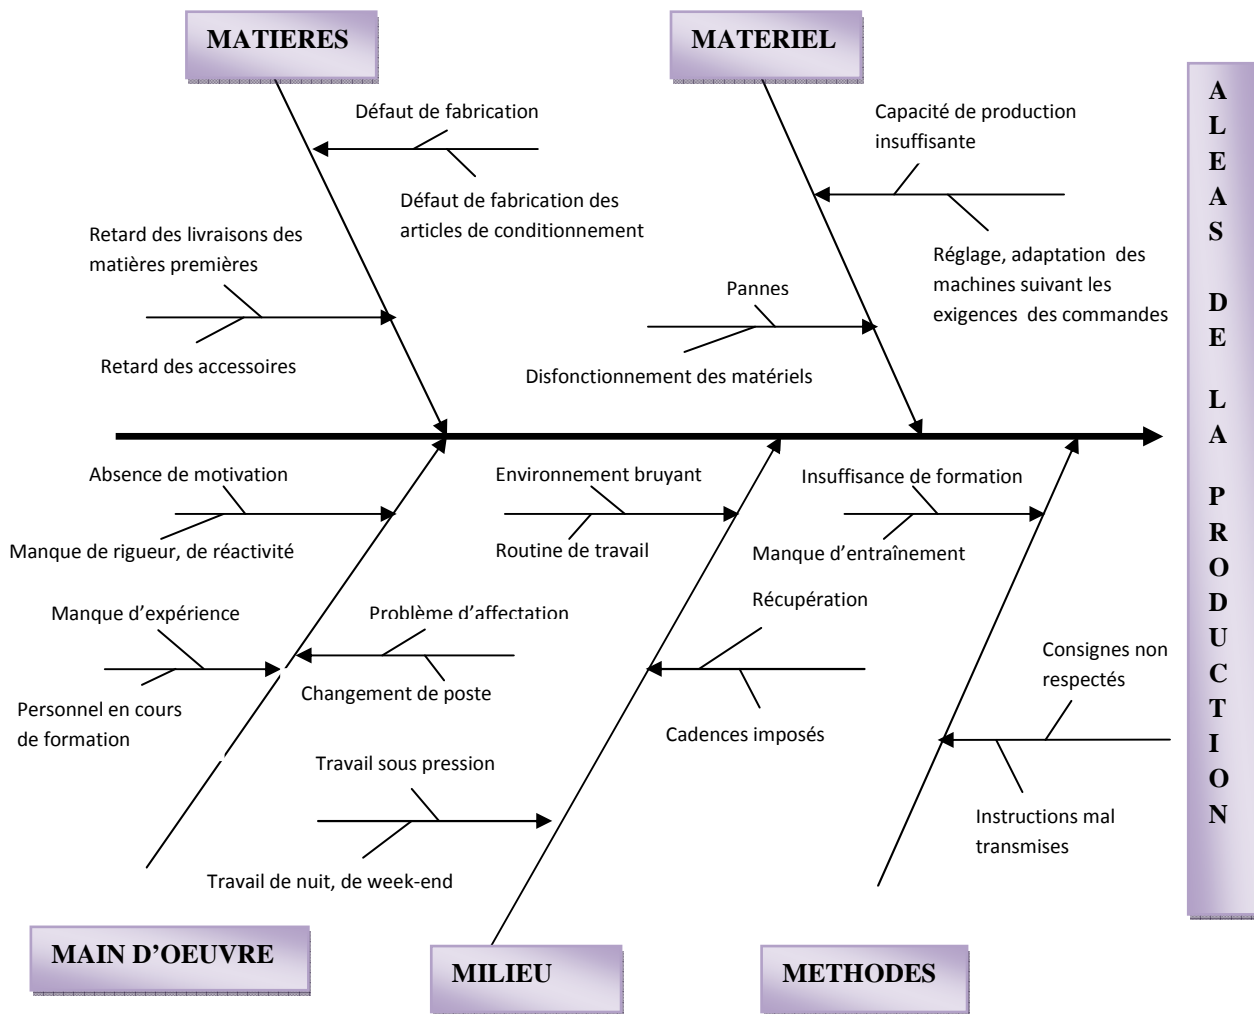 MATIERES
MATERIEL
Défaut de fabrication
Capacité de production
insuffisante
Défaut de fabrication des
articles de conditionnement
Retard des livraisons des
matières premières
Réglage, adaptation des
machines suivant les
exigences des commandes
Pannes
Retard des accessoires
Disfonctionnement des matériels
Absence de motivation
Environnement bruyant
Insuffisance de formation
Manque de rigueur, de réactivité
Routine de travail
Manque d'entraînement
Manque d'expérience
Problème d'affectation
Récupération
Consignes non
respectés
Changement de poste
Personnel en cours
de formation
Cadences imposés
Travail sous pression
Instructions mal
transmises
Travail de nuit, de week-end
MAIN D'OEUVRE
MILIEU
METHODES
ALEAS DE LA PRODUCTION